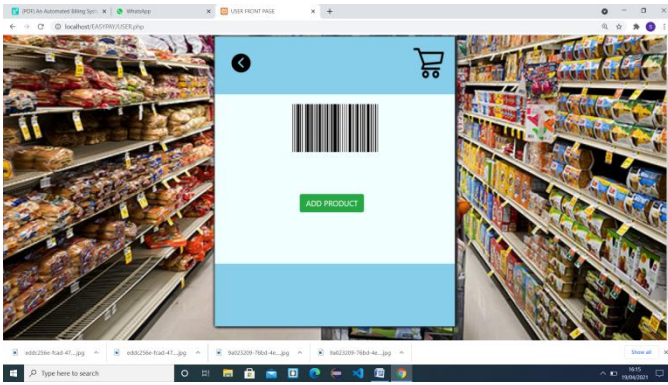 (PDF) An Automated Billing Syst
WhatsApp
USER FRONT PAGE
localhost/EASYPAY/USER.php
ADD PRODUCT
eddc256e-fcad-47...jpg
eddc256e-fcad-47...jpg
9a023209-76bd-4e...jpg
9a023209-76bd-4e...jpg
Show all
Type here to search
16:15
19/04/2021